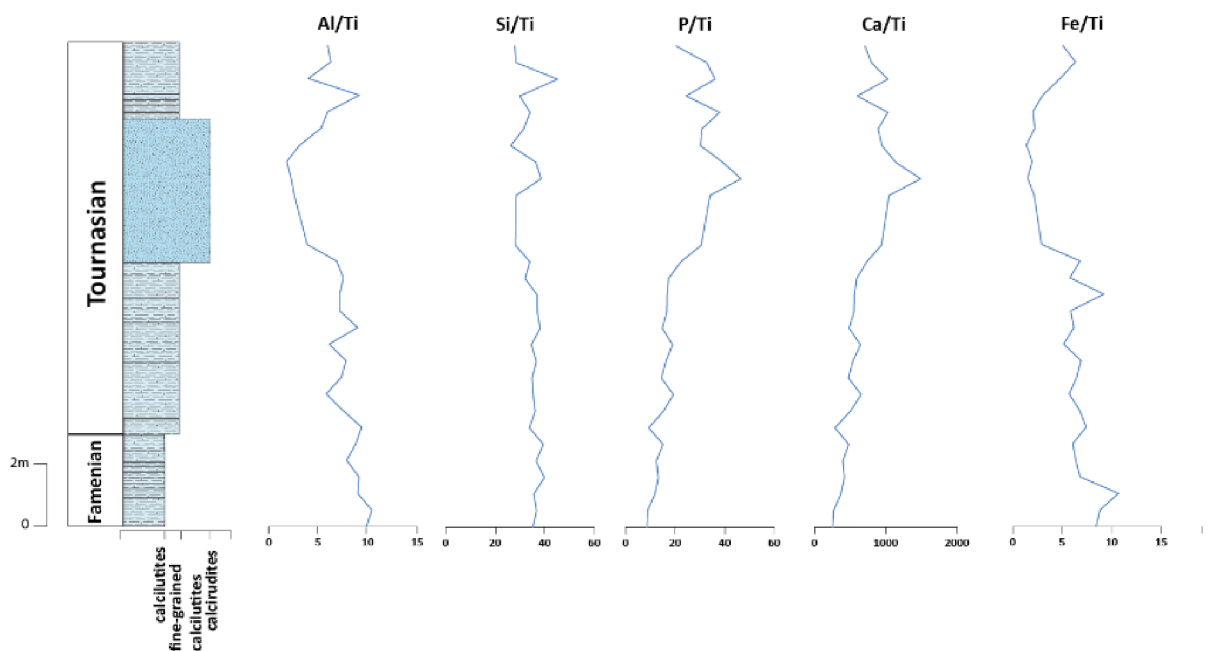 Al/Ti
Si/Ti
P/Ti
Ca/Ti
Fe/Ti
Tournasian
Famenian
2m
0
0 5 10 15
0 20 40 60
0 20 40 60
0 1000 2000
0 5 10 15
calcilutites
fine-grained
calcilutites
calcirudites